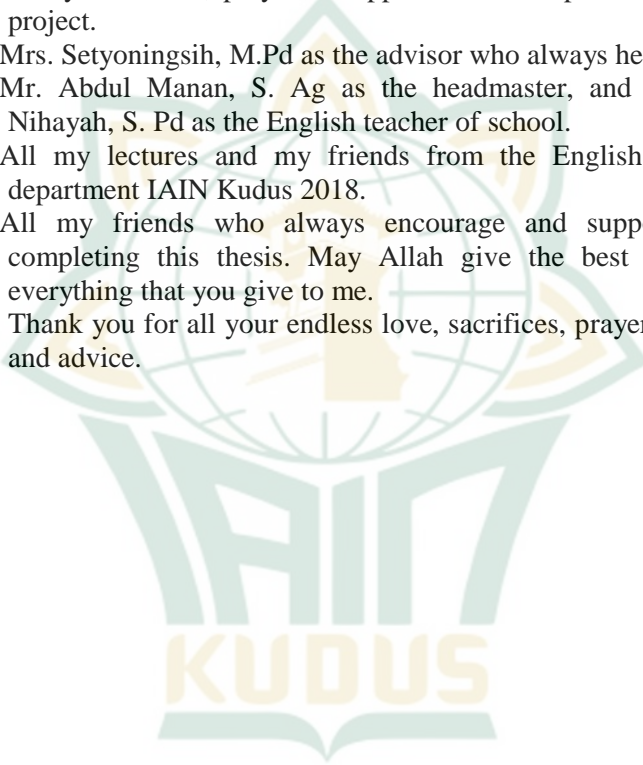 project.
Mrs. Setyoningsih, M.Pd as the advisor who always he
Mr. Abdul Manan, S. Ag as the headmaster, and
Nihayah, S. Pd as the English teacher of school.
All my lectures and my friends from the English
department IAIN Kudus 2018.
All my friends who always encourage and supp
completing this thesis. May Allah give the best
everything that you give to me.
Thank you for all your endless love, sacrifices, prayer
and advice.
IAIN
KUDUS